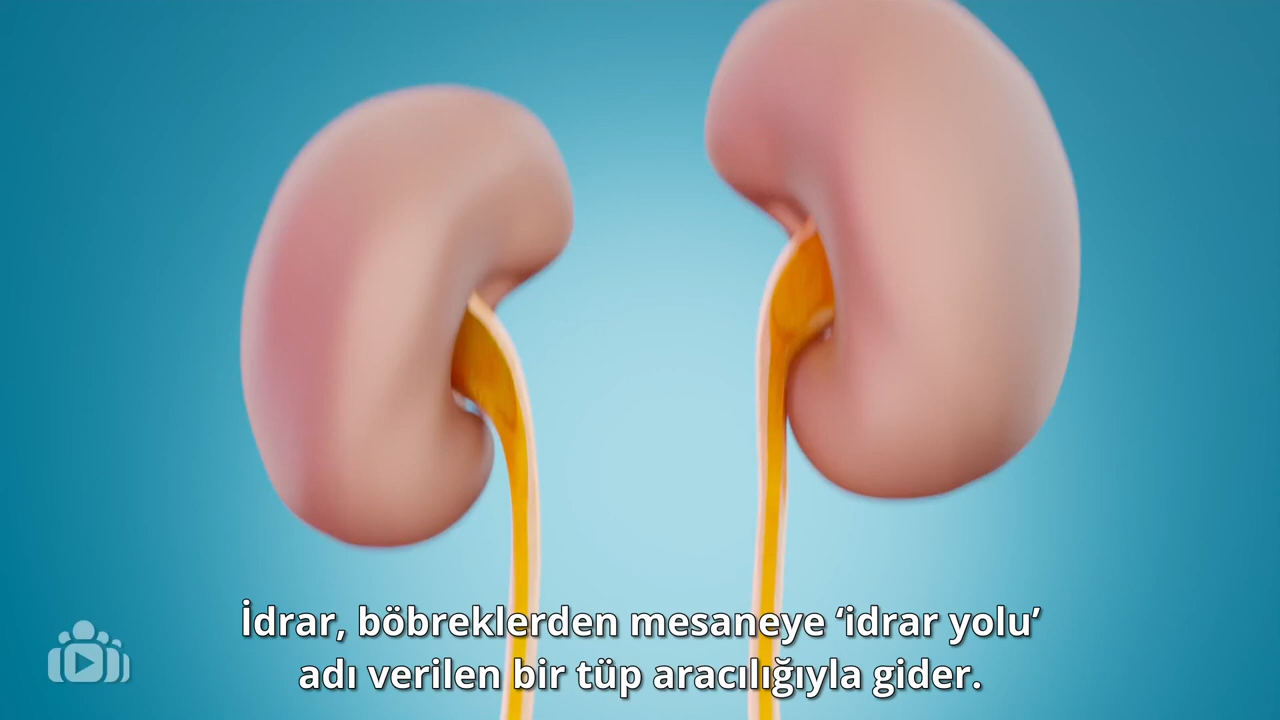 İdrar, böbreklerden mesaneye ‘idrar yolu’
adı verilen bir tüp aracılığıyla gider.